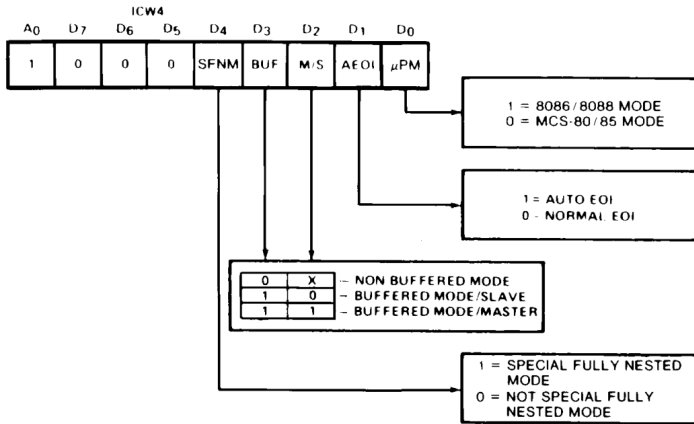 ICW4
A0 D7 D6 D5 D4 D3 D2 D1 D0
1 0 0 0 SFNM BUF M/S AEOI μPM
1 = 8086/8088 MODE
0 = MCS-80/85 MODE
1 = AUTO EOI
0 - NORMAL EOI
0 X – NON BUFFERED MODE
1 0 – BUFFERED MODE/SLAVE
1 1 – BUFFERED MODE/MASTER
1 = SPECIAL FULLY NESTED
MODE
0 = NOT SPECIAL FULLY
NESTED MODE